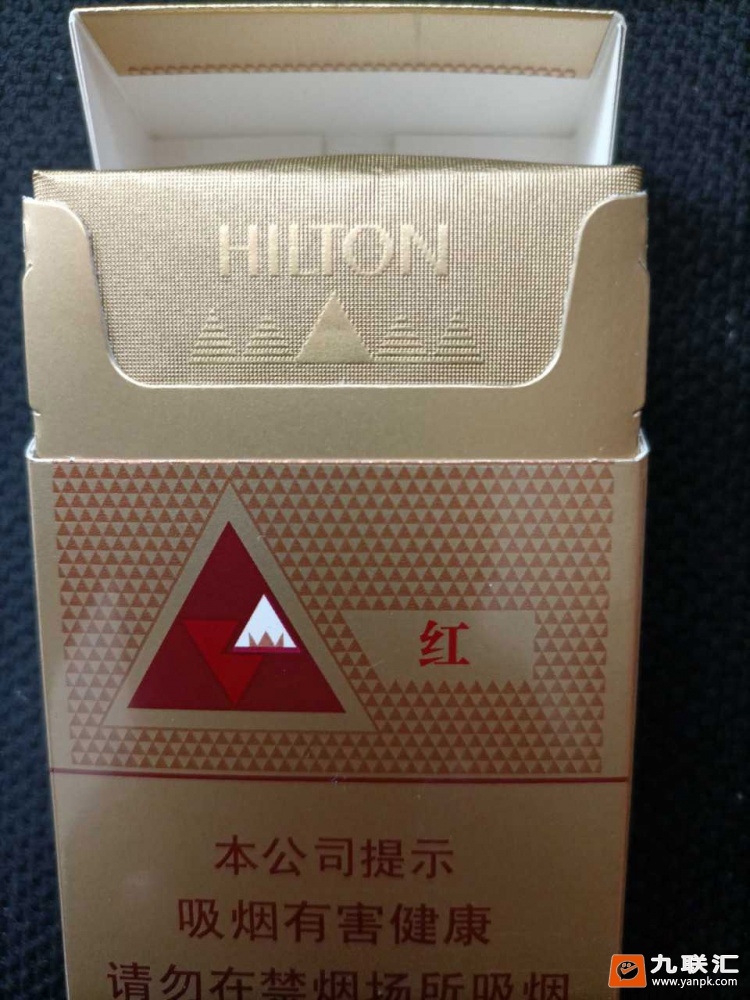 HILTON
红
本公司提示
吸烟有害健康
请勿在禁烟场所吸烟
九联汇
www.yanpk.com